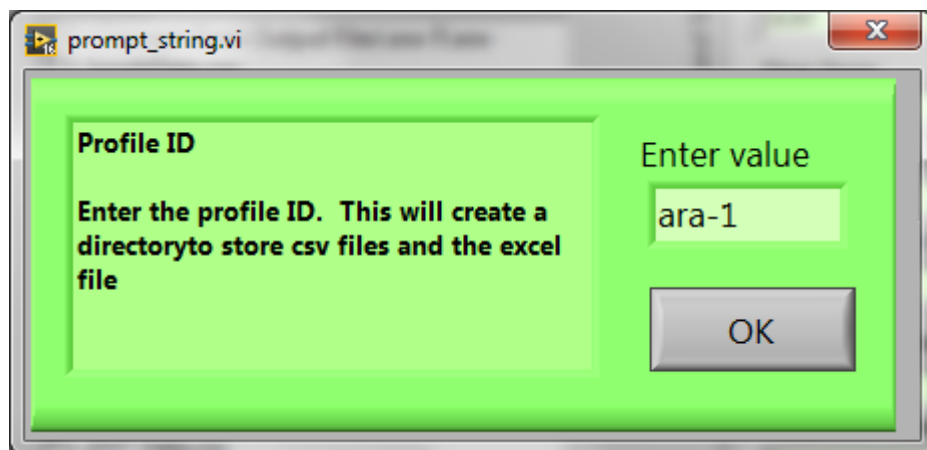 prompt_string.vi
Profile ID
Enter the profile ID.  This will create a
directoryto store csv files and the excel
file
Enter value
ara-1
OK